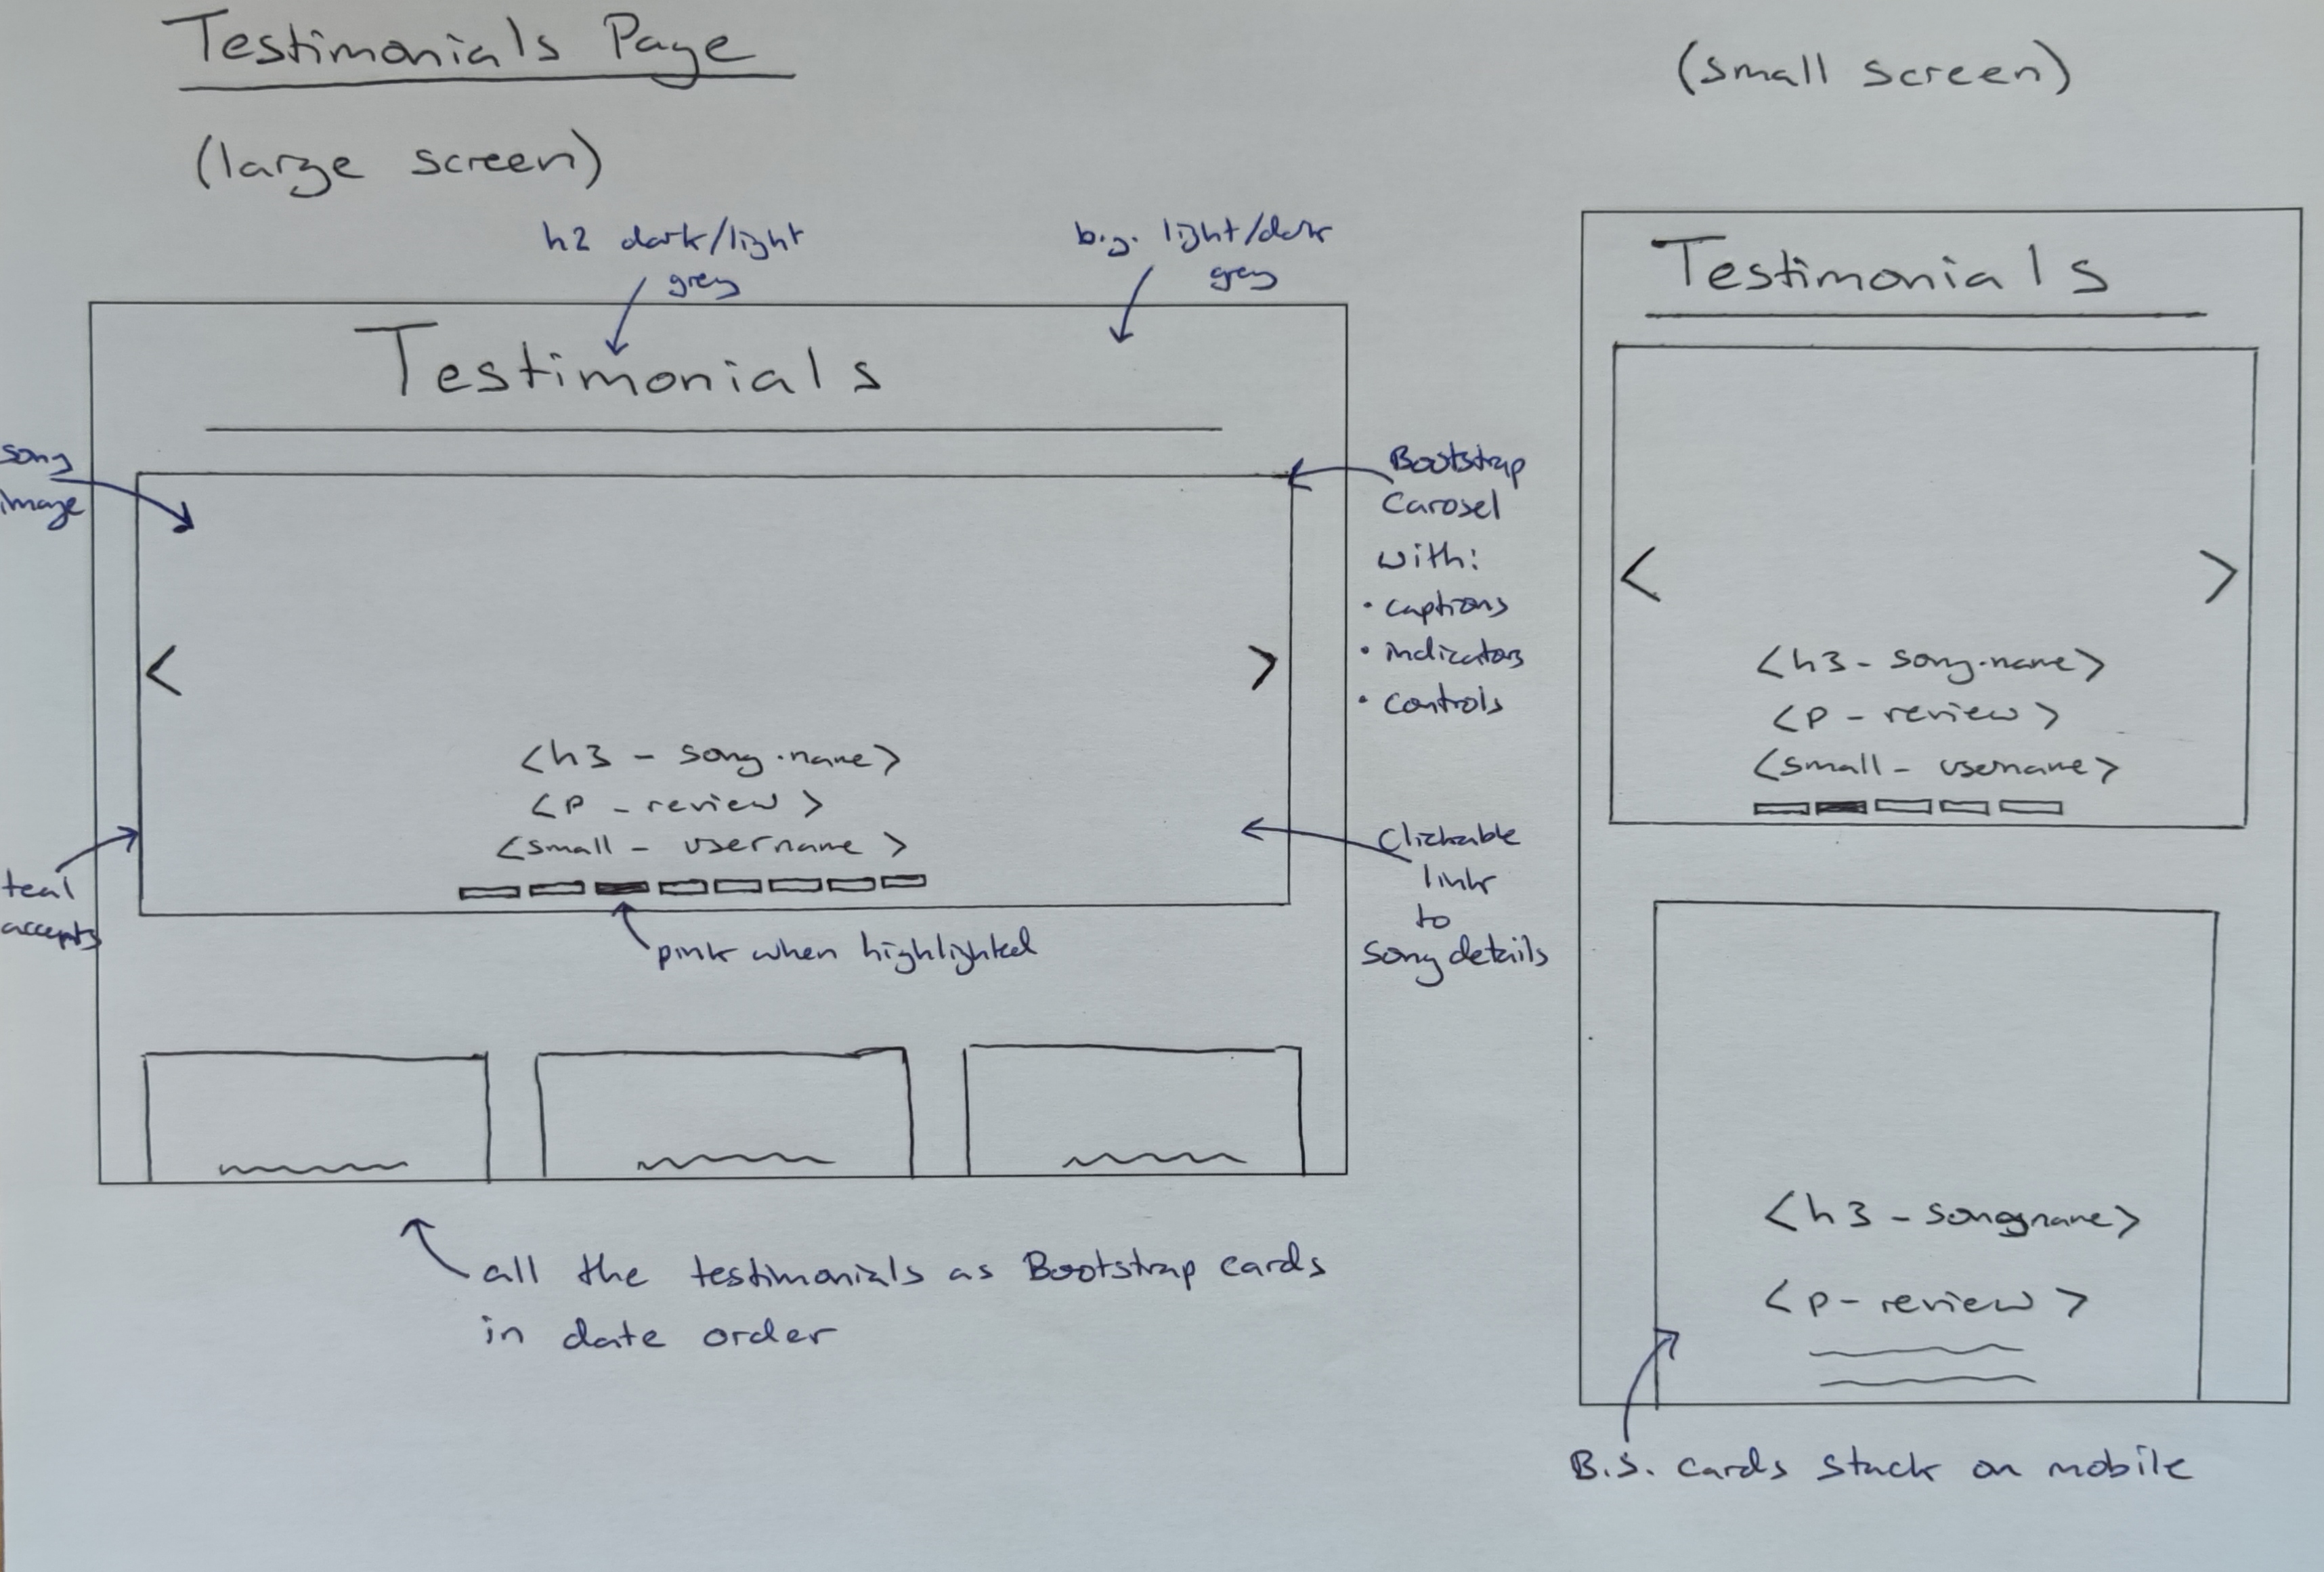 Testimonials Page
(large screen)
h2 dark/light
grey
b.g. light/dark
grey
Testimonials
song
image
Bootstrap
Carosel
with:
• captions
• indicators
• controls
<
>
<h3 - song.name>
<p - review>
<small - username>
teal
accepts
pink when highlighted
Clickable
link
to
song details
all the testimonials as Bootstrap cards
in date order
(small screen)
Testimonials
<
>
<h3 - song.name>
<p - review>
<small - username>
<h3 - songname>
<p - review>
B.S. cards stack on mobile